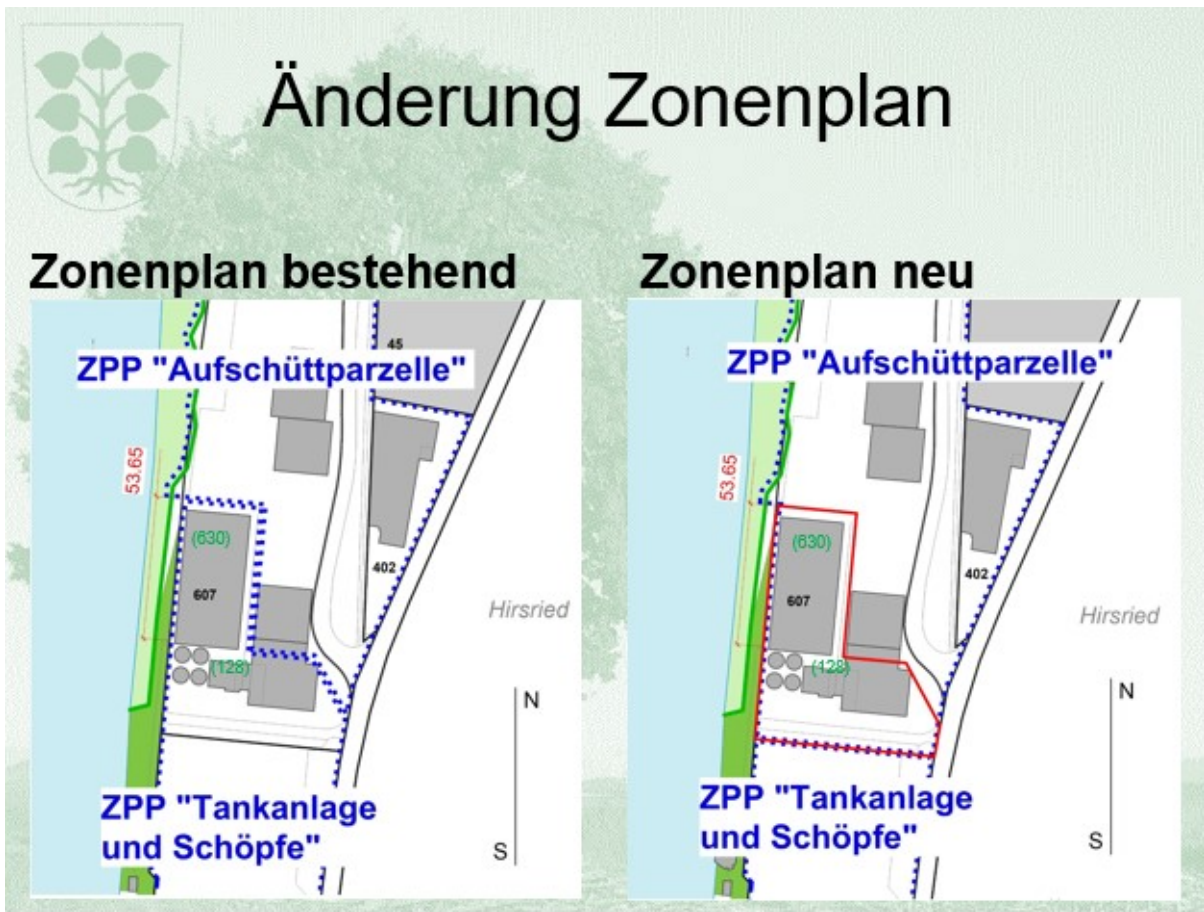 Änderung Zonenplan
Zonenplan bestehend
45
ZPP "Aufschüttparzelle"
53.65
(630)
607
402
Hirsried
(128)
N
S
ZPP "Tankanlage
und Schöpfe"
Zonenplan neu
ZPP "Aufschüttparzelle"
53.65
(630)
607
402
Hirsried
(128)
N
S
ZPP "Tankanlage
und Schöpfe"